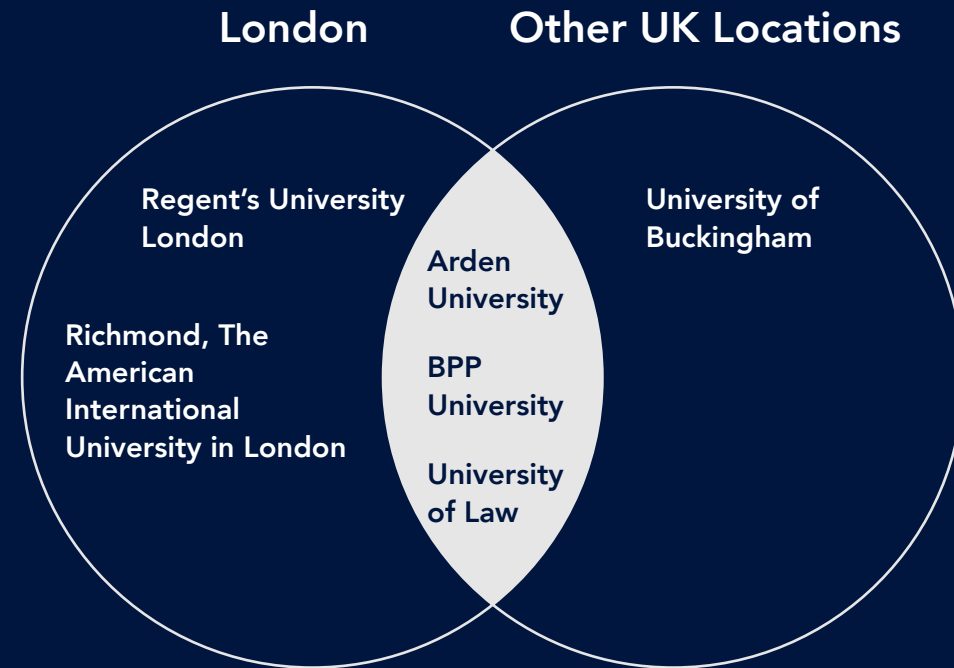 London
Other UK Locations
Regent’s University
London
Richmond, The
American
International
University in London
Arden
University
BPP
University
University
of Law
University of
Buckingham